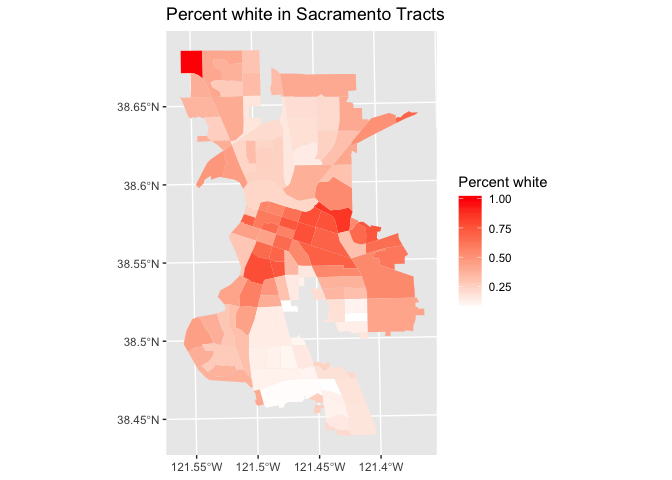 Percent white in Sacramento Tracts
38.65°N
38.6°N
38.55°N
38.5°N
38.45°N
121.55°W 121.5°W 121.45°W 121.4°W
Percent white
1.00
0.75
0.50
0.25